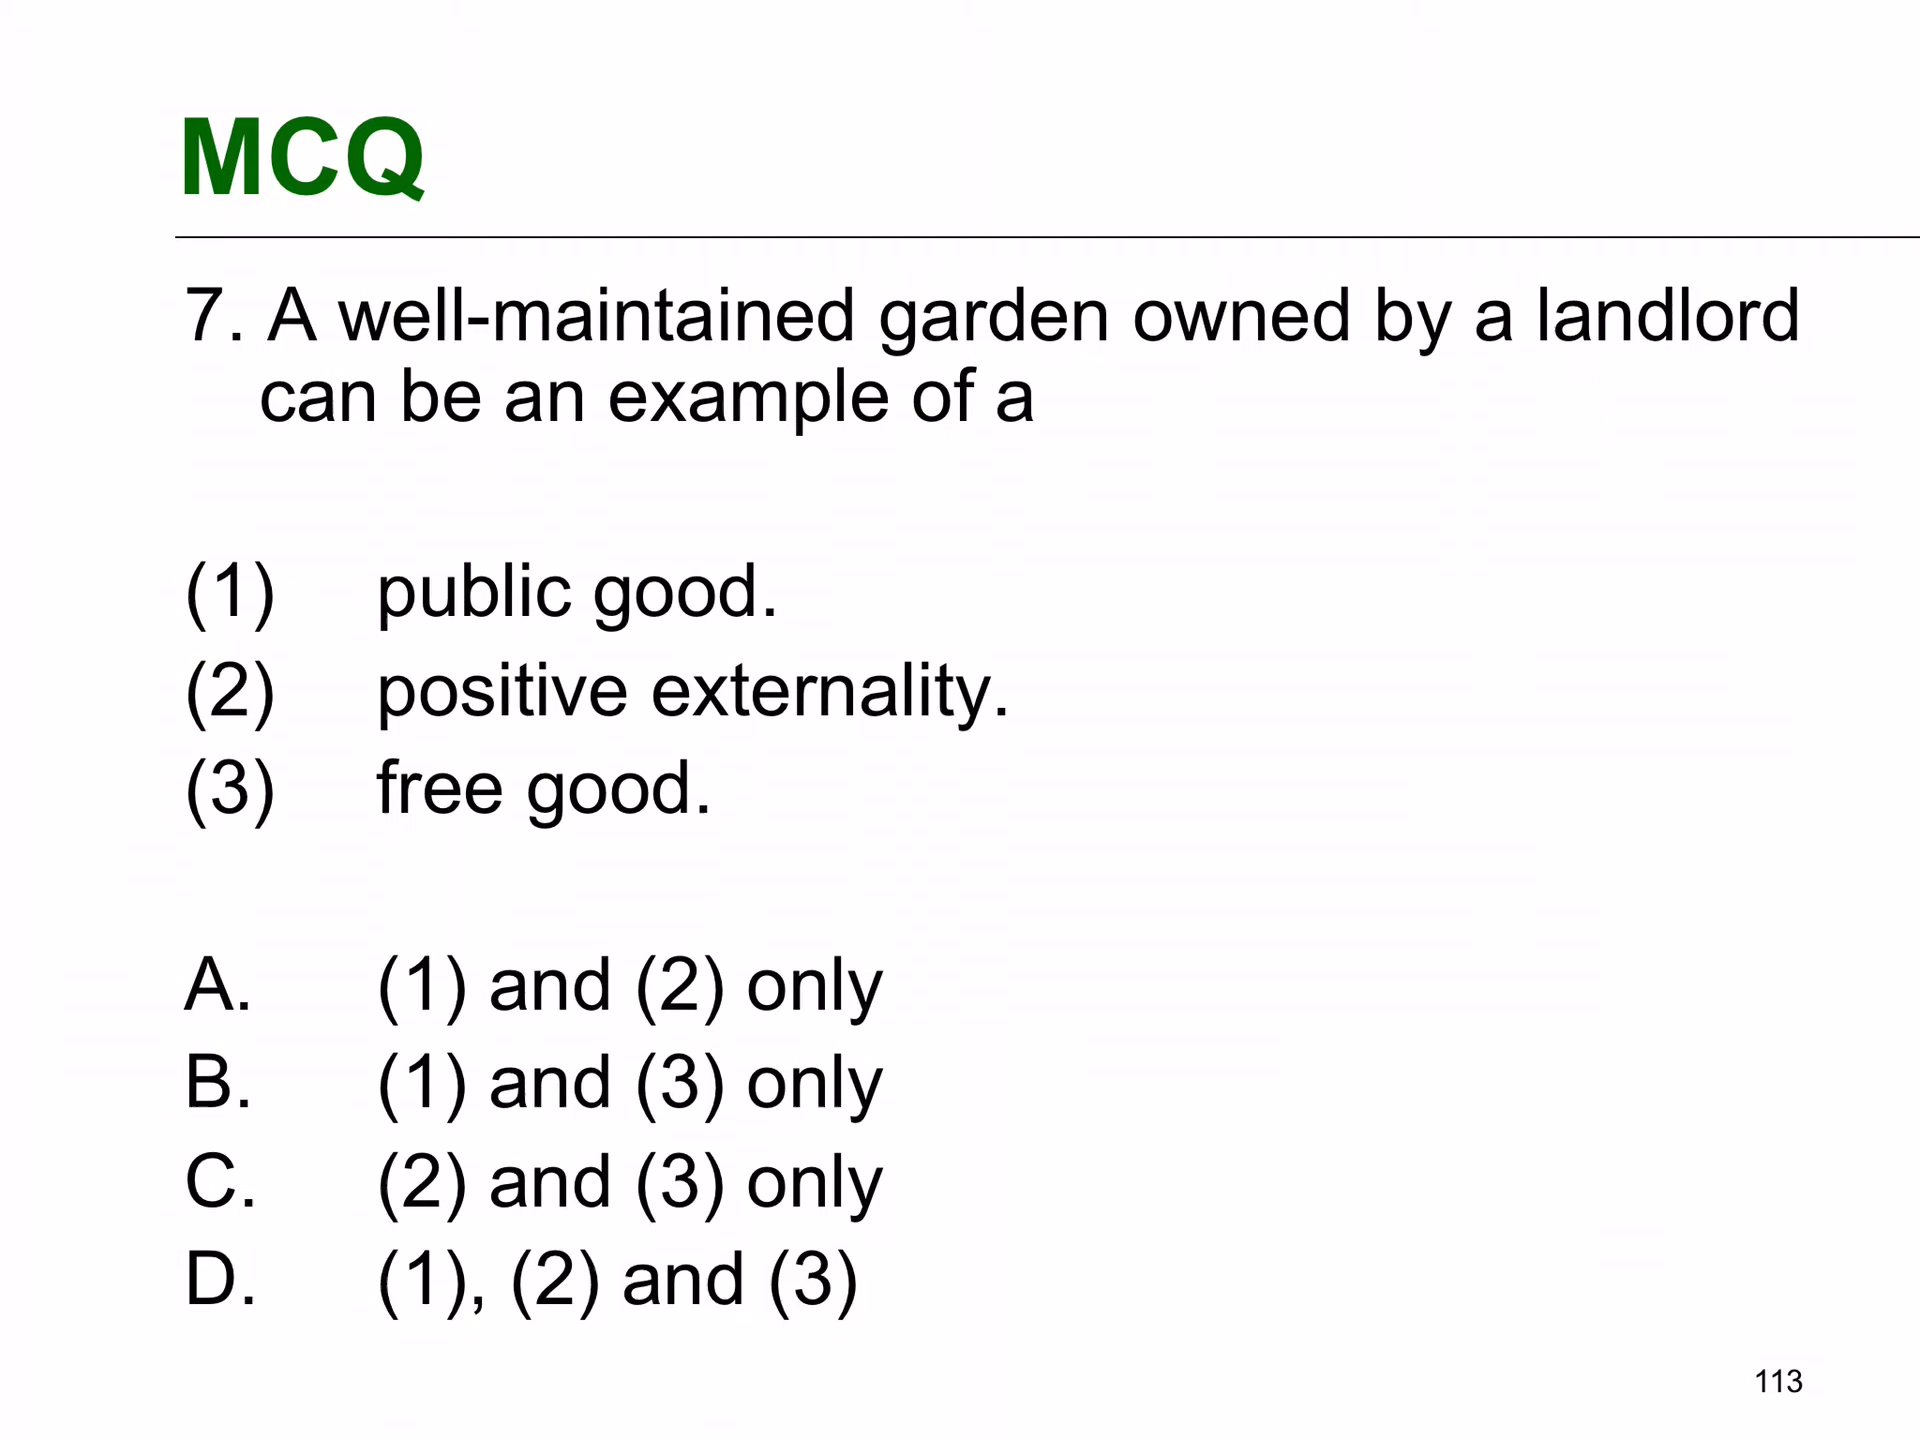 MCQ
7. A well-maintained garden owned by a landlord
can be an example of a
(1) public good.
(2) positive externality.
(3) free good.
A. (1) and (2) only
B. (1) and (3) only
C. (2) and (3) only
D. (1), (2) and (3)
113